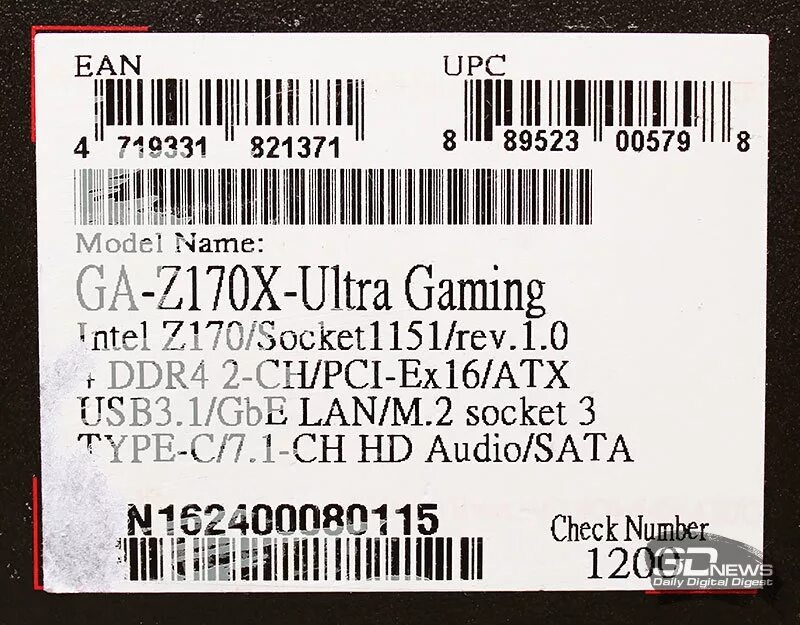 EAN UPC
4 719331 821371 8 89523 00579 8
Model Name:
GA-Z170X-Ultra Gaming
Intel Z170/Socket1151/rev.1.0
DDR4 2-CH/PCI-Ex16/ATX
USB3.1/GbE LAN/M.2 socket 3
TYPE-C/7.1-CH HD Audio/SATA
N162400080115
Check Number
1200
3DNEWS
Daily Digital Digest